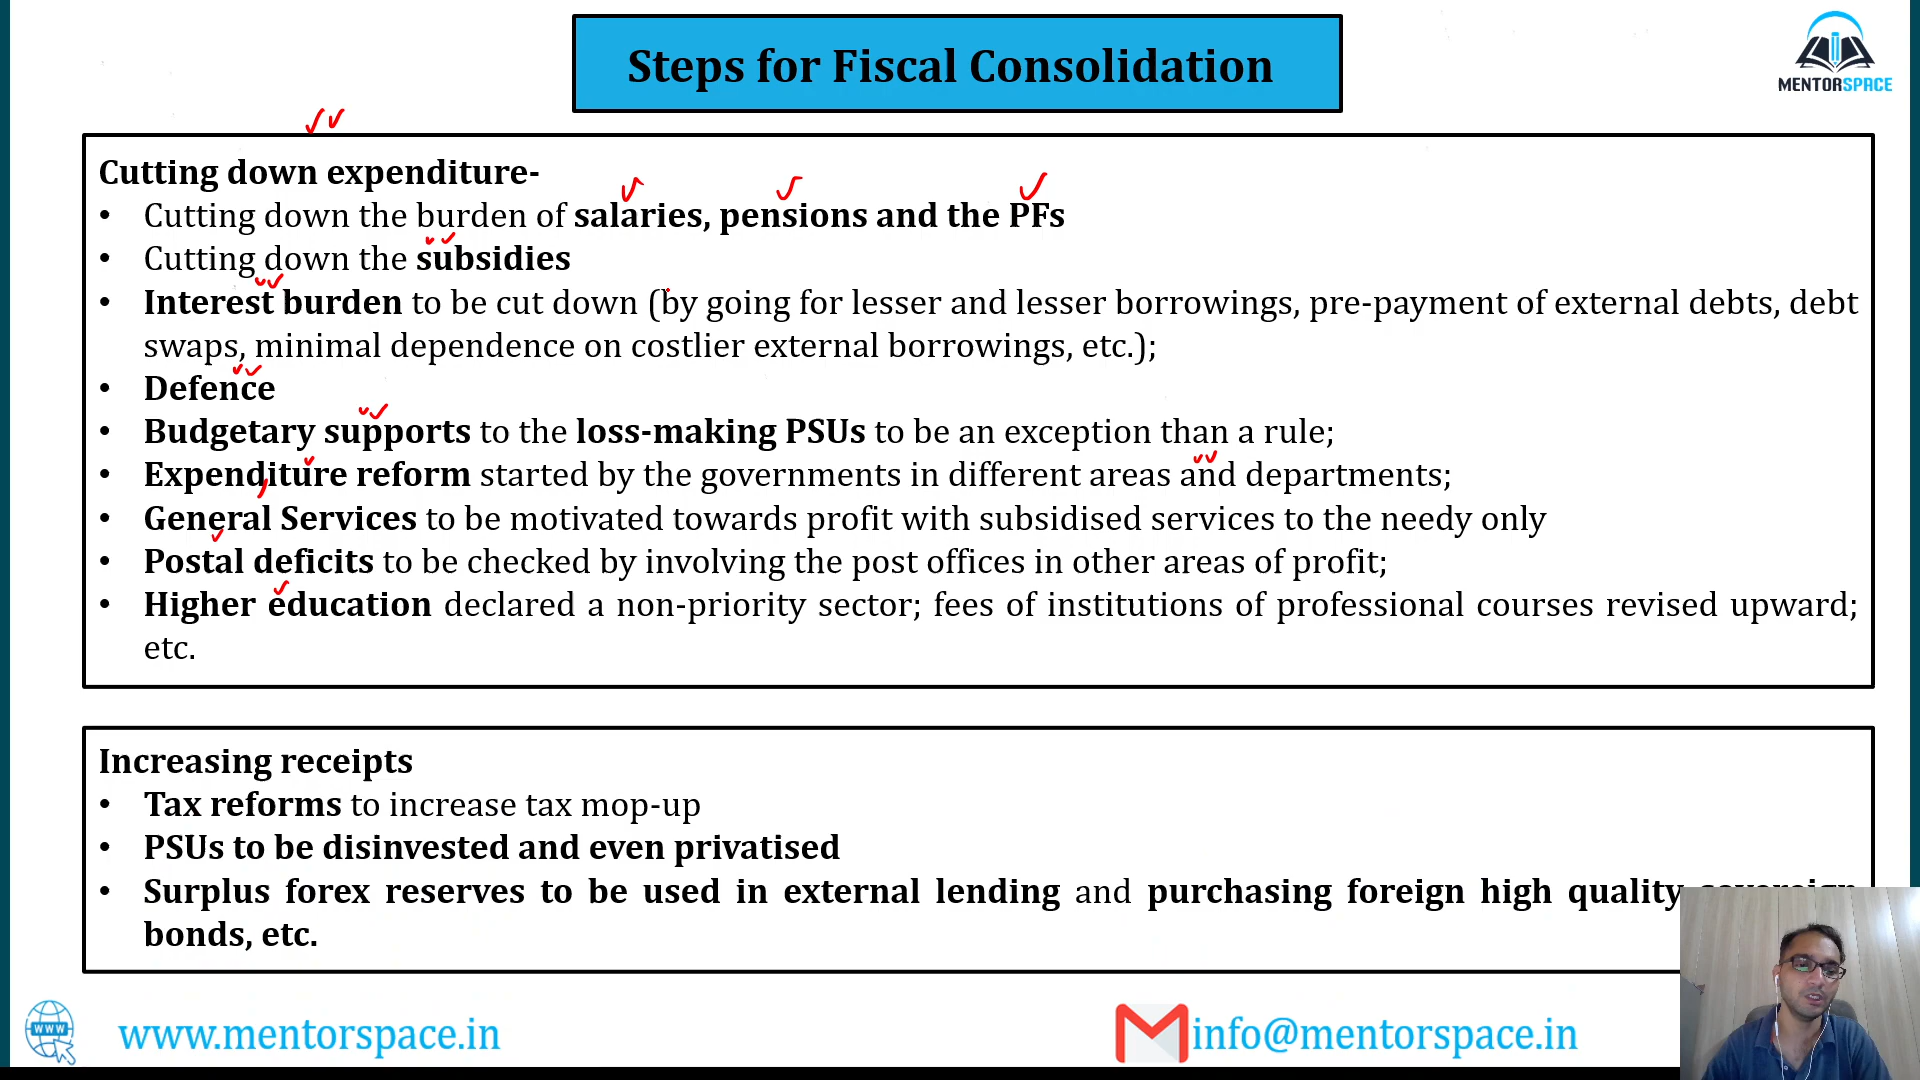 Steps for Fiscal Consolidation
MENTORSPACE
Cutting down expenditure-
• Cutting down the burden of salaries, pensions and the PFs
• Cutting down the subsidies
• Interest burden to be cut down (by going for lesser and lesser borrowings, pre-payment of external debts, debt
swaps, minimal dependence on costlier external borrowings, etc.);
• Defence
• Budgetary supports to the loss-making PSUs to be an exception than a rule;
• Expenditure reform started by the governments in different areas and departments;
• General Services to be motivated towards profit with subsidised services to the needy only
• Postal deficits to be checked by involving the post offices in other areas of profit;
• Higher education declared a non-priority sector; fees of institutions of professional courses revised upward;
etc.
Increasing receipts
• Tax reforms to increase tax mop-up
• PSUs to be disinvested and even privatised
• Surplus forex reserves to be used in external lending and purchasing foreign high quality
bonds, etc.
WWW
www.mentorspace.in
info@mentorspace.in